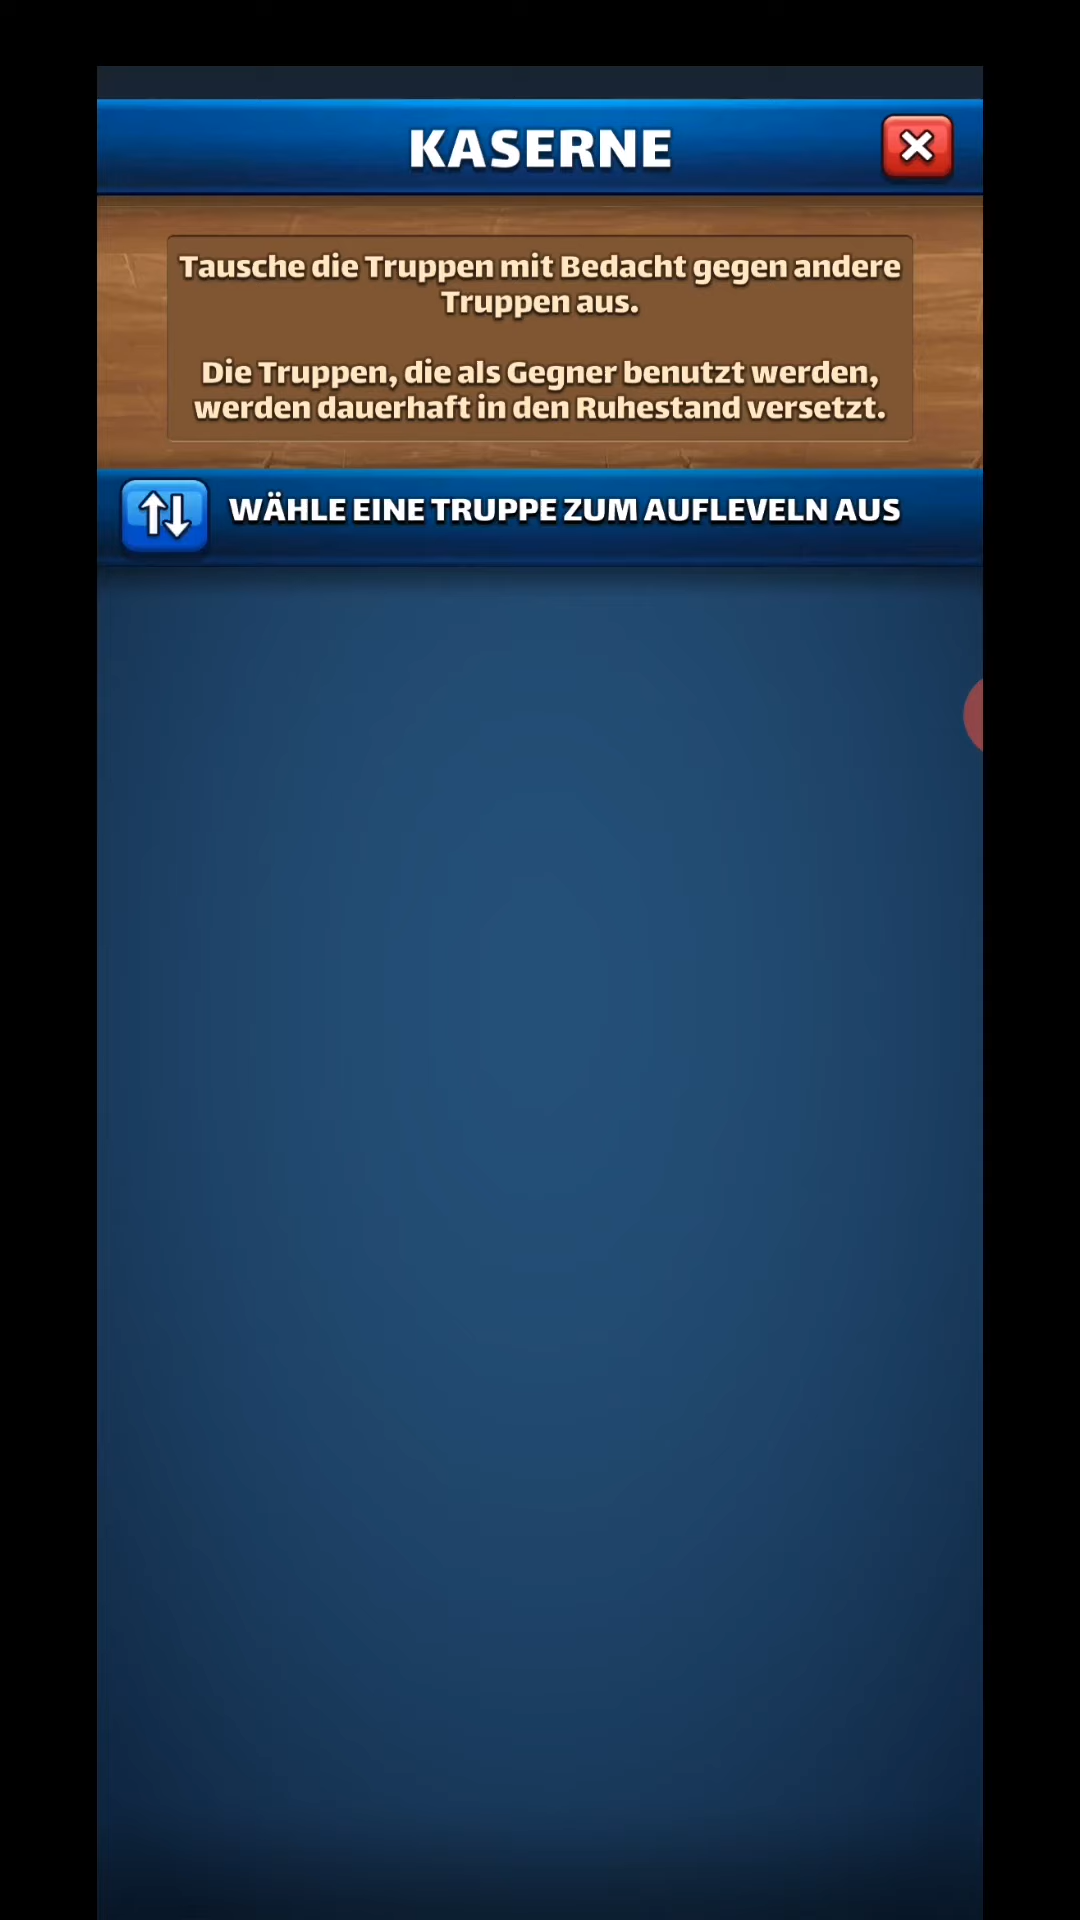 KASERNE
Tausche die Truppen mit Bedacht gegen andere
Truppen aus.
Die Truppen, die als Gegner benutzt werden,
werden dauerhaft in den Ruhestand versetzt.
WÄHLE EINE TRUPPE ZUM AUFLEVELN AUS